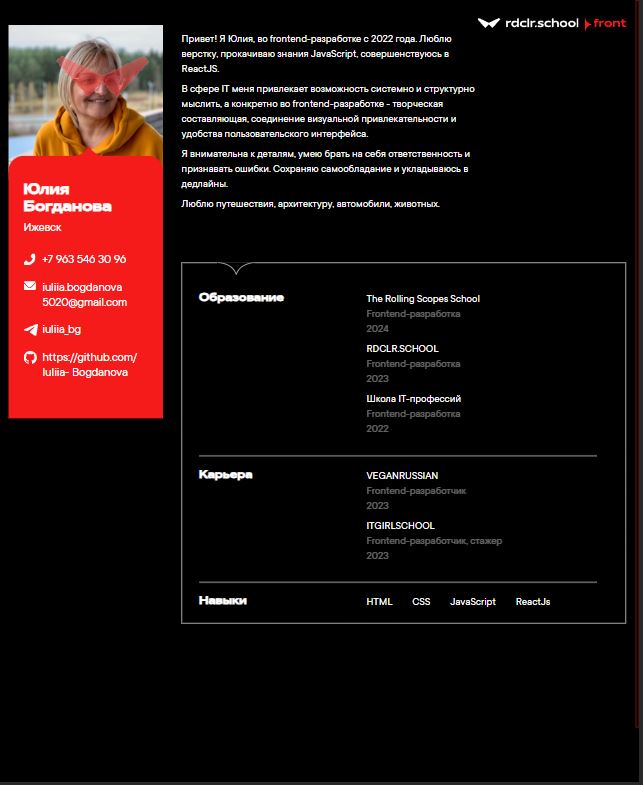 rdclr.school front
Привет! Я Юлия, во frontend-разработке с 2022 года. Люблю
верстку, прокачиваю знания JavaScript, совершенствуюсь в
ReactJS.
В сфере IT меня привлекает возможность системно и структурно
мыслить, а конкретно во frontend-разработке - творческая
составляющая, соединение визуальной привлекательности и
удобства пользовательского интерфейса.
Я внимательна к деталям, умею брать на себя ответственность и
признавать ошибки. Сохраняю самообладание и укладываюсь в
дедлайны.
Люблю путешествия, архитектуру, автомобили, животных.
Юлия
Богданова
Ижевск
+7 963 546 30 96
iuliia.bogdanova
5020@gmail.com
iuliia_bg
https://github.com/
Iuliia- Bogdanova
Образование
The Rolling Scopes School
Frontend-разработка
2024
RDCLR.SCHOOL
Frontend-разработка
2023
Школа IT-профессий
Frontend-разработка
2022
Карьера
VEGANRUSSIAN
Frontend-разработчик
2023
ITGIRLSCHOOL
Frontend-разработчик, стажер
2023
Навыки
HTML CSS JavaScript ReactJs